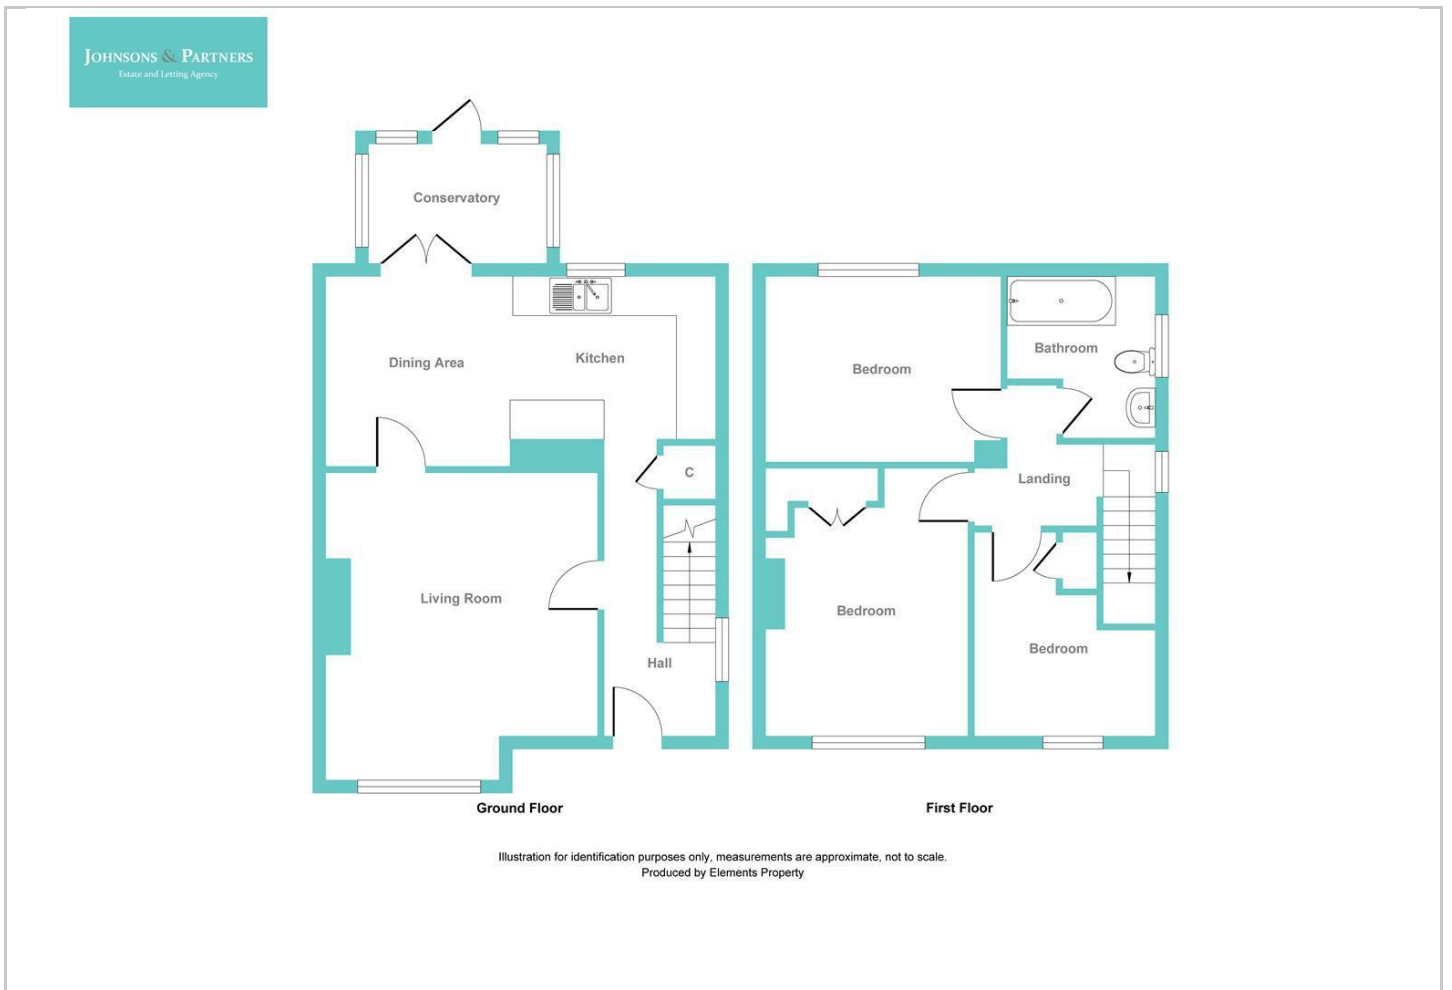 JOHNSONS & PARTNERS
Estate and Letting Agency
Conservatory
Dining Area
Kitchen
C
Living Room
Hall
Ground Floor
Bedroom
Bathroom
Landing
Bedroom
Bedroom
First Floor
Illustration for identification purposes only, measurements are approximate, not to scale.
Produced by Elements Property